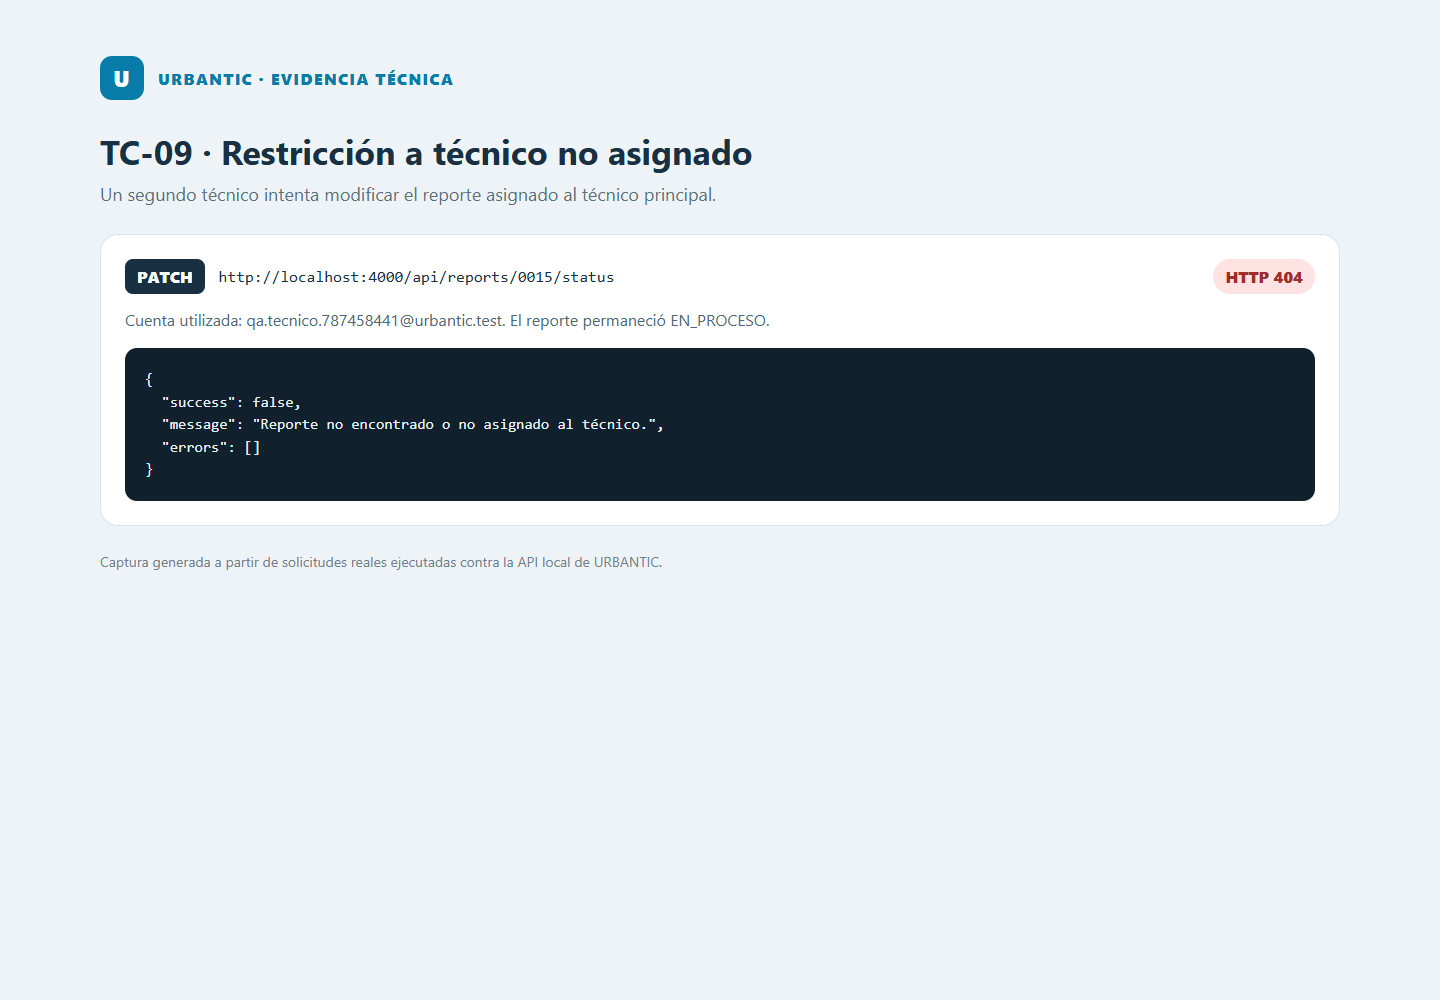 U
URBANTIC · EVIDENCIA TÉCNICA
TC-09 · Restricción a técnico no asignado
Un segundo técnico intenta modificar el reporte asignado al técnico principal.
PATCH http://localhost:4000/api/reports/0015/status HTTP 404
Cuenta utilizada: qa.tecnico.787458441@urbantic.test. El reporte permaneció EN_PROCESO.
{
  "success": false,
  "message": "Reporte no encontrado o no asignado al técnico.",
  "errors": []
}
Captura generada a partir de solicitudes reales ejecutadas contra la API local de URBANTIC.